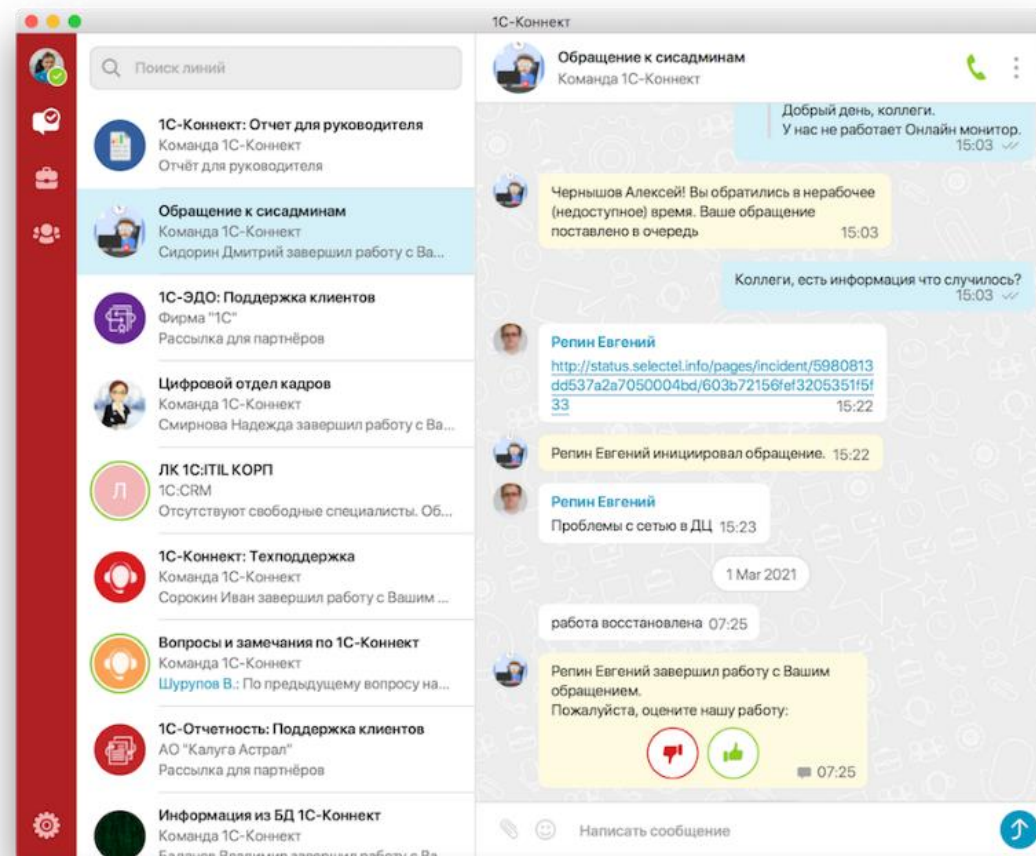 1С-Коннект
Поиск линий
1С-Коннект: Отчет для руководителя
Команда 1С-Коннект
Отчёт для руководителя
Обращение к сисадминам
Команда 1С-Коннект
Сидорин Дмитрий завершил работу с Ва...
1С-ЭДО: Поддержка клиентов
Фирма "1С"
Рассылка для партнёров
Цифровой отдел кадров
Команда 1С-Коннект
Смирнова Надежда завершил работу с Ва...
Л
ЛК 1С:ITIL КОРП
1С:CRM
Отсутствуют свободные специалисты. Об...
1С-Коннект: Техподдержка
Команда 1С-Коннект
Сорокин Иван завершил работу с Вашим ...
Вопросы и замечания по 1С-Коннект
Команда 1С-Коннект
Шурупов В.: По предыдущему вопросу на...
1С-Отчетность: Поддержка клиентов
АО "Калуга Астрал"
Рассылка для партнёров
Информация из БД 1С-Коннект
Команда 1С-Коннект
Обращение к сисадминам
Команда 1С-Коннект
Добрый день, коллеги.
У нас не работает Онлайн монитор.
15:03
Чернышов Алексей! Вы обратились в нерабочее
(недоступное) время. Ваше обращение
поставлено в очередь 15:03
Коллеги, есть информация что случилось?
15:03
Репин Евгений
http://status.selectel.info/pages/incident/5980813
dd537a2a7050004bd/603b72156fef3205351f5f
33 15:22
Репин Евгений инициировал обращение. 15:22
Репин Евгений
Проблемы с сетью в ДЦ 15:23
1 Mar 2021
работа восстановлена 07:25
Репин Евгений завершил работу с Вашим
обращением.
Пожалуйста, оцените нашу работу:
07:25
Написать сообщение